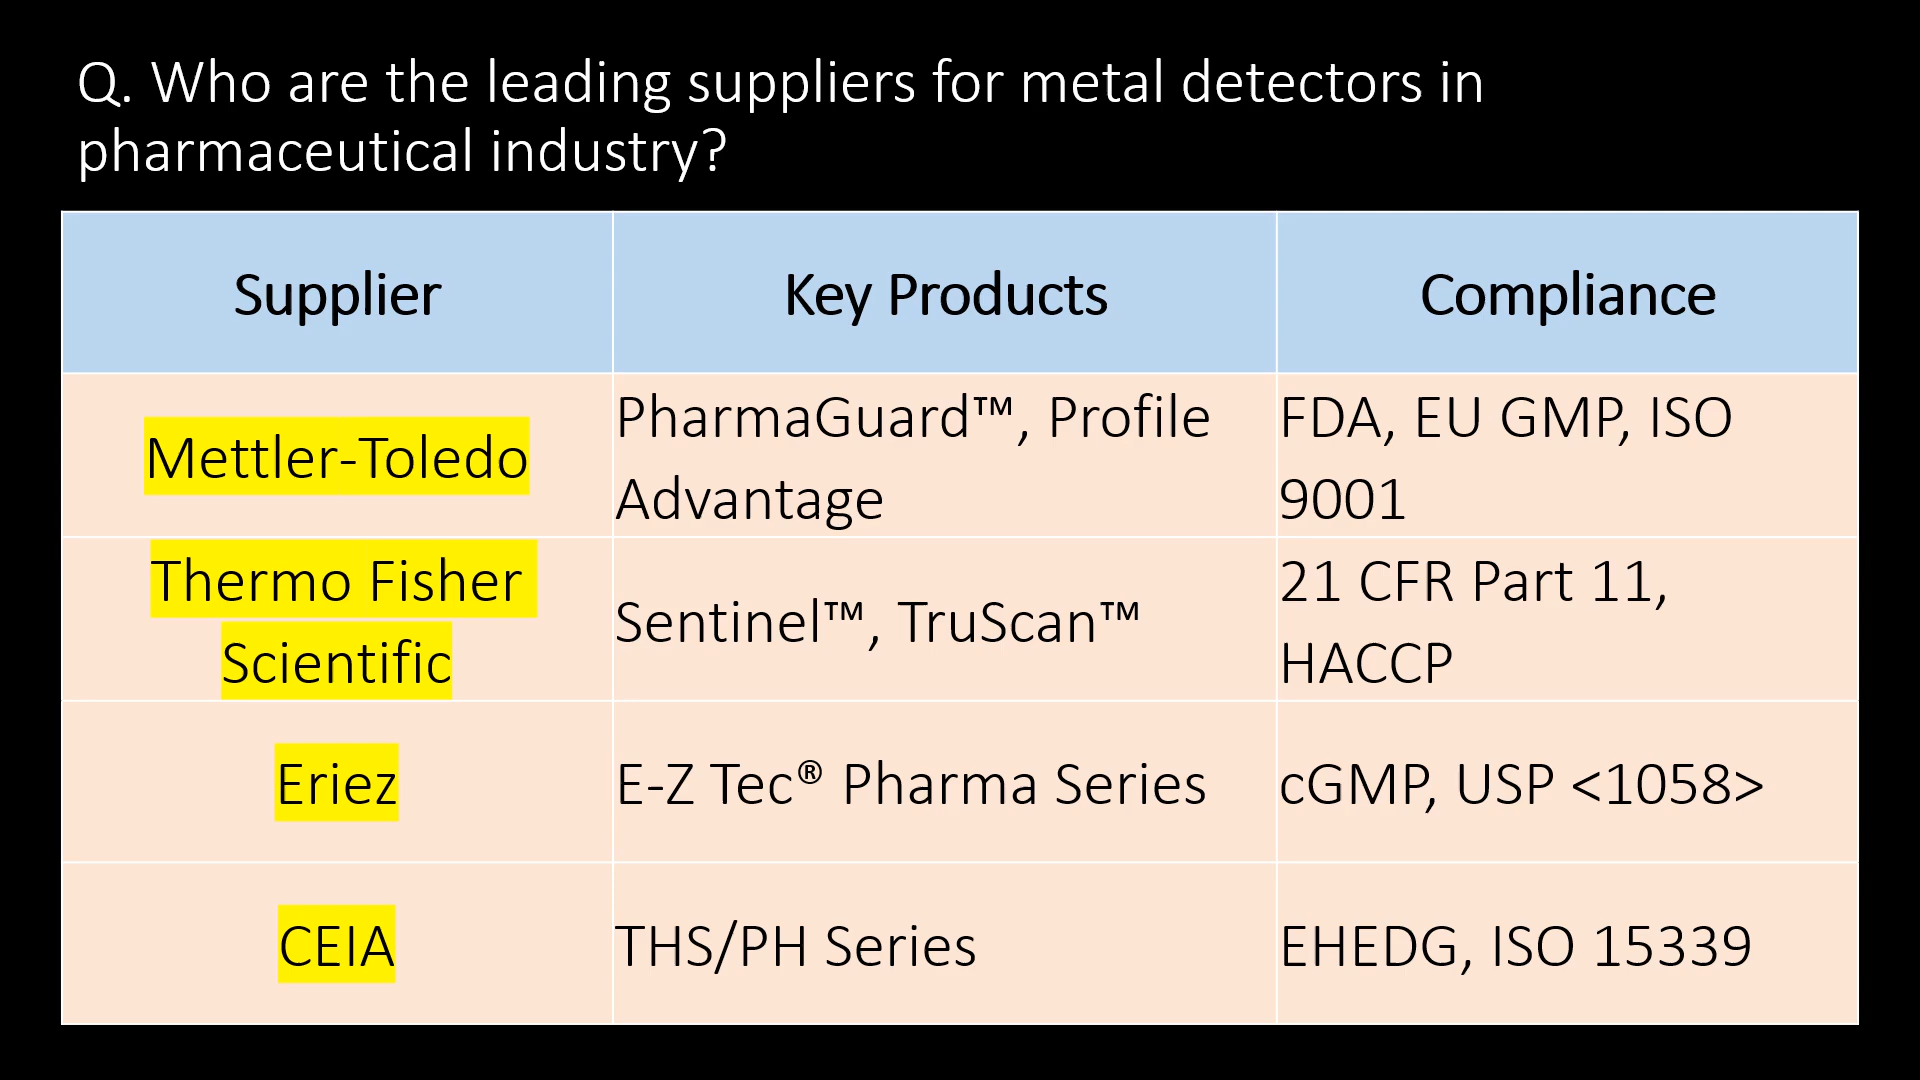 Q. Who are the leading suppliers for metal detectors in
pharmaceutical industry?
Supplier
Key Products
Compliance
Mettler-Toledo
PharmaGuard™, Profile
Advantage
FDA, EU GMP, ISO
9001
Thermo Fisher
Scientific
Sentinel™, TruScan™
21 CFR Part 11,
HACCP
Eriez
E-Z Tec® Pharma Series
cGMP, USP <1058>
CEIA
THS/PH Series
EHEDG, ISO 15339